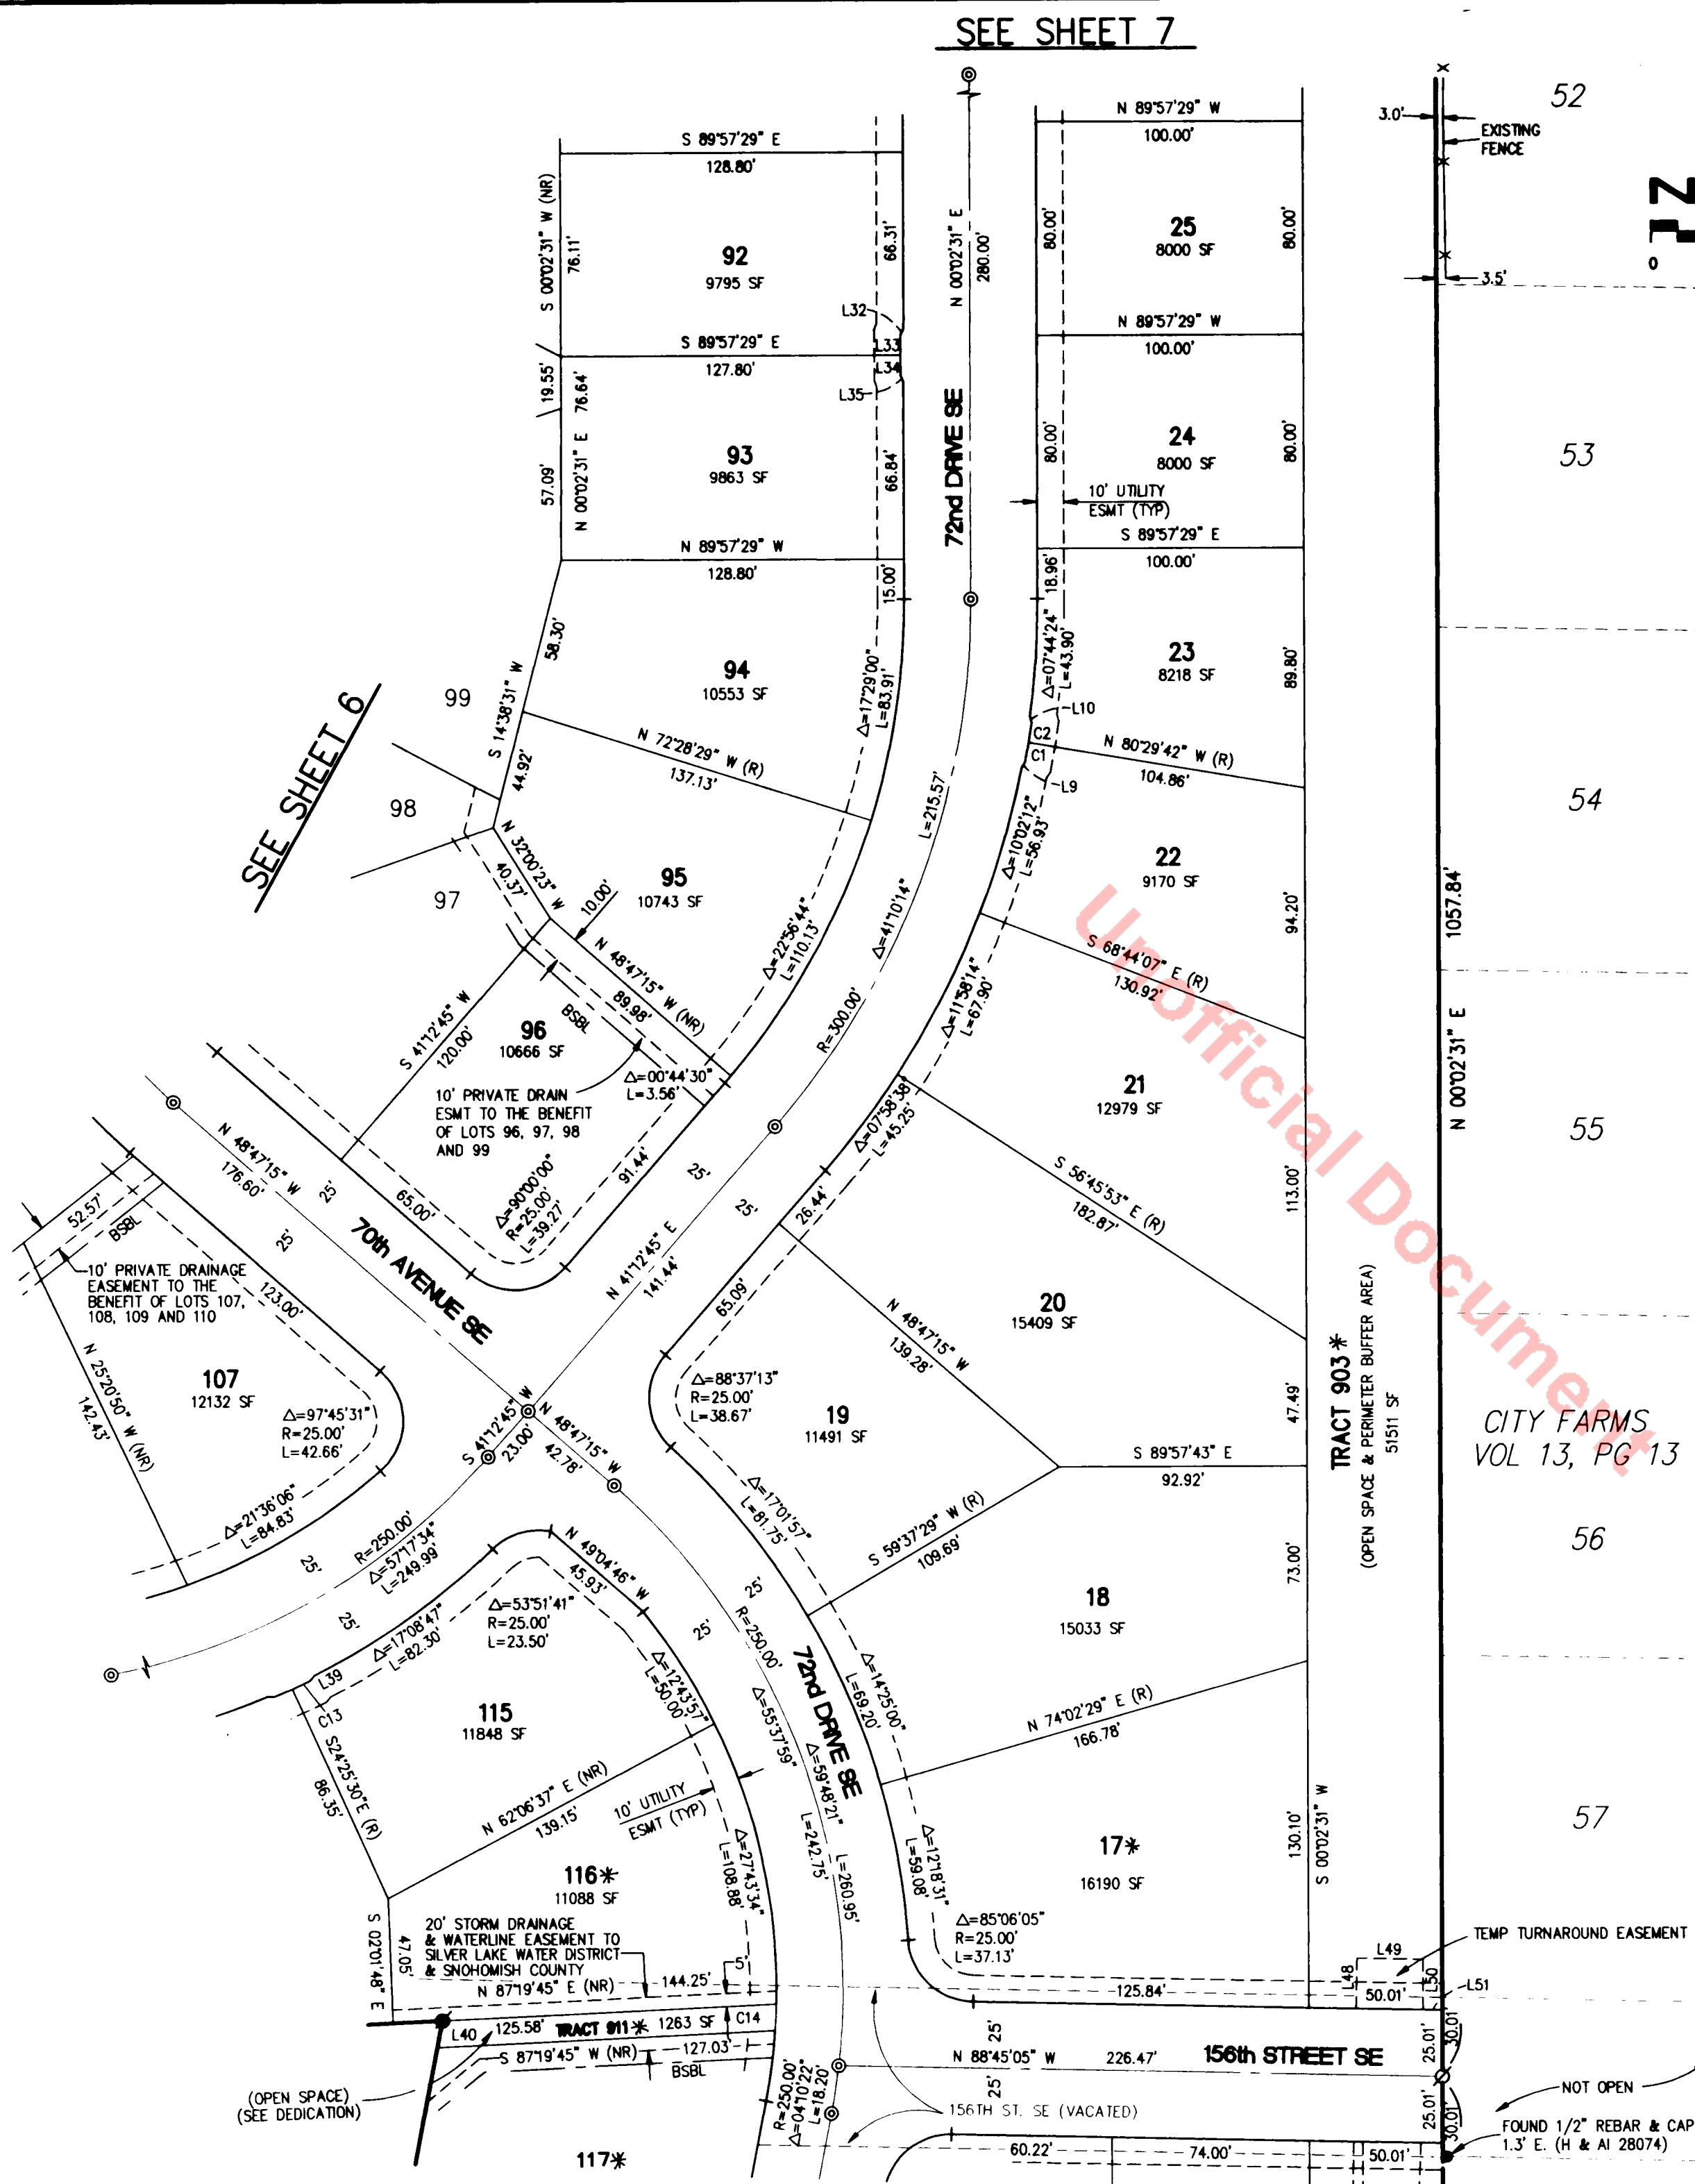 SEE SHEET 7
52
3.0'
EXISTING
FENCE
N
0
3.5'
N 89°57'29" W
100.00'
S 89°57'29" E
128.80'
S 00°02'31" W (NR)
76.11'
92
9795 SF
66.31'
N 00°02'31" E
280.00'
80.00'
25
8000 SF
80.00'
L32
L33
S 89°57'29" E
127.80'
L34
L35
N 89°57'29" W
100.00'
19.55'
57.09'
N 00°02'31" E 76.64'
93
9863 SF
66.84'
72nd DRIVE SE
80.00'
24
8000 SF
80.00'
53
10' UTILITY
ESMT (TYP)
S 89°57'29" E
100.00'
N 89°57'29" W
128.80'
15.00'
18.96'
58.30'
S 14°38'31" W
44.92'
94
10553 SF
Δ=17°29'00"
L=83.91'
Δ=07°44'24"
L=43.90'
23
8218 SF
89.80'
SEE SHEET 6
99
98
97
N 72°28'29" W (R)
137.13'
L10
C2
C1
L9
N 80°29'42" W (R)
104.86'
54
L=215.57'
Δ=41°10'14"
R=300.00'
Δ=10°02'12"
L=56.93'
22
9170 SF
94.20'
1057.84'
N 00°02'31" E
N 32°00'23" W
40.37'
10.00'
95
10743 SF
Δ=22°56'44"
L=110.13'
N 48°47'15" W (NR)
89.98'
BSBL
S 68°44'07" E (R)
130.92'
Δ=11°58'14"
L=67.90'
S 41°12'45" W
120.00'
96
10666 SF
Δ=00°44'30"
L=3.56'
10' PRIVATE DRAIN
ESMT TO THE BENEFIT
OF LOTS 96, 97, 98
AND 99
21
12979 SF
113.00'
55
Δ=07°58'38"
L=45.25'
N 48°47'15" W
176.60'
25'
25'
65.00'
Δ=90°00'00"
R=25.00'
L=39.27'
91.44'
25'
25'
26.44'
S 56°45'53" E (R)
182.87'
52.57'
BSBL
10' PRIVATE DRAINAGE
EASEMENT TO THE
BENEFIT OF LOTS 107,
108, 109 AND 110
123.00'
70th AVENUE SE
N 41°12'45" E
141.44'
65.09'
20
15409 SF
N 48°47'15" W
139.28'
47.49'
TRACT 903*
(OPEN SPACE & PERIMETER BUFFER AREA)
51511 SF
Unofficial Document
N 25°20'50" W (NR)
142.43'
107
12132 SF
Δ=97°45'31"
R=25.00'
L=42.66'
S 41°12'45" W
23.00'
N 48°47'15" W
42.78'
Δ=88°37'13"
R=25.00'
L=38.67'
19
11491 SF
S 89°57'43" E
92.92'
CITY FARMS
VOL 13, PG 13
Δ=21°36'06"
L=84.83'
R=250.00'
Δ=57°17'34"
L=249.99'
25'
25'
Δ=17°01'57"
L=81.75'
S 59°37'29" W (R)
109.69'
73.00'
56
N 49°04'46" W
45.93'
25'
25'
R=250.00'
Δ=17°08'47"
L=82.30'
Δ=53°51'41"
R=25.00'
L=23.50'
18
15033 SF
L39
C13
115
11848 SF
Δ=12°43'57"
L=50.00'
Δ=55°37'59"
L=242.75'
72nd DRIVE SE
Δ=59°48'21"
L=260.95'
Δ=14°25'00"
L=69.20'
N 74°02'29" E (R)
166.78'
S24°25'30"E (R)
86.35'
N 62°06'37" E (NR)
139.15'
10' UTILITY
ESMT (TYP)
Δ=27°43'34"
L=108.88'
Δ=12°18'31"
L=59.08'
17*
16190 SF
130.10'
S 00°02'31" W
57
116*
11088 SF
Δ=85°06'05"
R=25.00'
L=37.13'
S 02°01'48" E
47.05'
20' STORM DRAINAGE
& WATERLINE EASEMENT TO
SILVER LAKE WATER DISTRICT
& SNOHOMISH COUNTY
N 87°19'45" E (NR)
144.25'
5'
125.84'
L48
L49
L50
50.01'
TEMP TURNAROUND EASEMENT
L51
L40
125.58'
TRACT 911*
1263 SF
C14
S 87°19'45" W (NR)
127.03'
BSBL
25'
25'
N 88°45'05" W
226.47'
156th STREET SE
25.01'
30.01'
(OPEN SPACE)
(SEE DEDICATION)
R=250.00'
Δ=04°10'22"
L=18.20'
156TH ST. SE (VACATED)
NOT OPEN
25.01'
30.01'
FOUND 1/2" REBAR & CAP
1.3' E. (H & AI 28074)
117*
60.22'
74.00'
50.01'